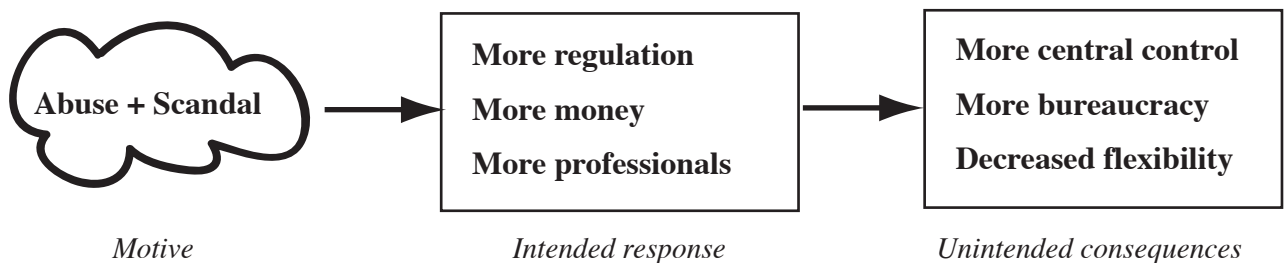 Abuse + Scandal
More regulation
More money
More professionals
More central control
More bureaucracy
Decreased flexibility
Motive
Intended response
Unintended consequences